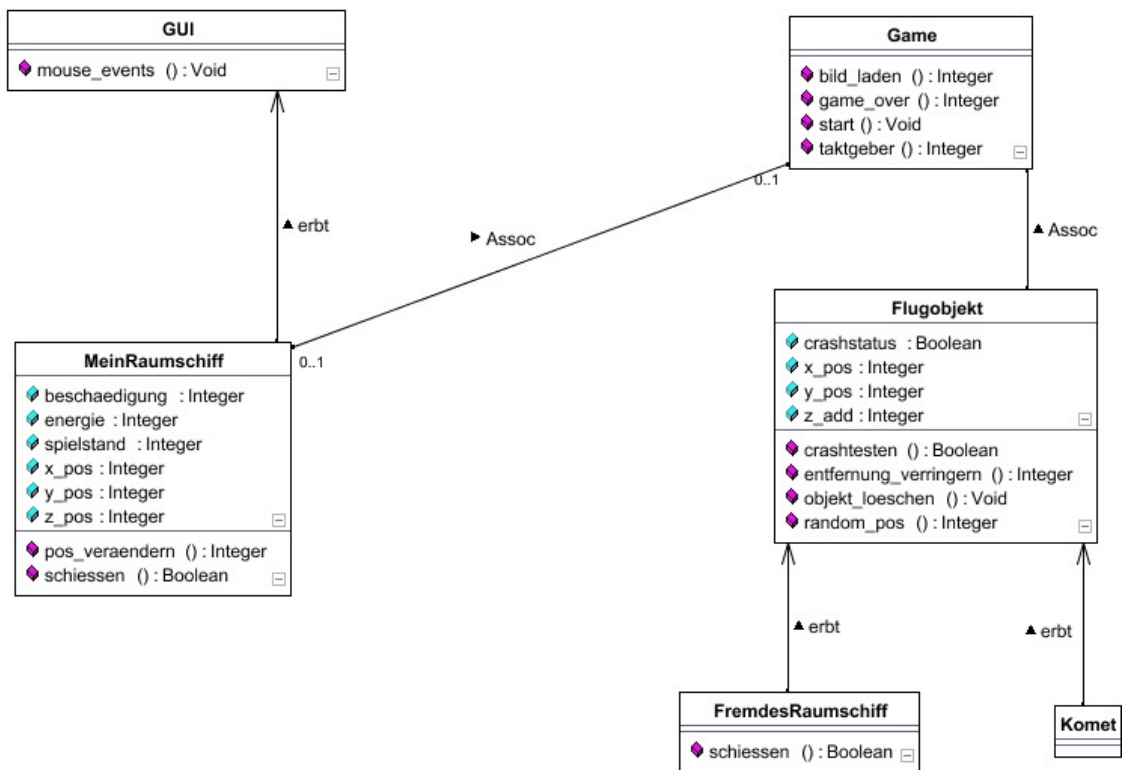 GUI
mouse_events () : Void
Game
bild_laden () : Integer
game_over () : Integer
start () : Void
taktgeber () : Integer
0..1
erbt
Assoc
Assoc
0..1
MeinRaumschiff
beschaedigung : Integer
energie : Integer
spielstand : Integer
x_pos : Integer
y_pos : Integer
z_pos : Integer
pos_veraendern () : Integer
schiessen () : Boolean
Flugobjekt
crashstatus : Boolean
x_pos : Integer
y_pos : Integer
z_add : Integer
crashtesten () : Boolean
entfernung_verringern () : Integer
objekt_loeschen () : Void
random_pos () : Integer
erbt
erbt
FremdesRaumschiff
schiessen () : Boolean
Komet